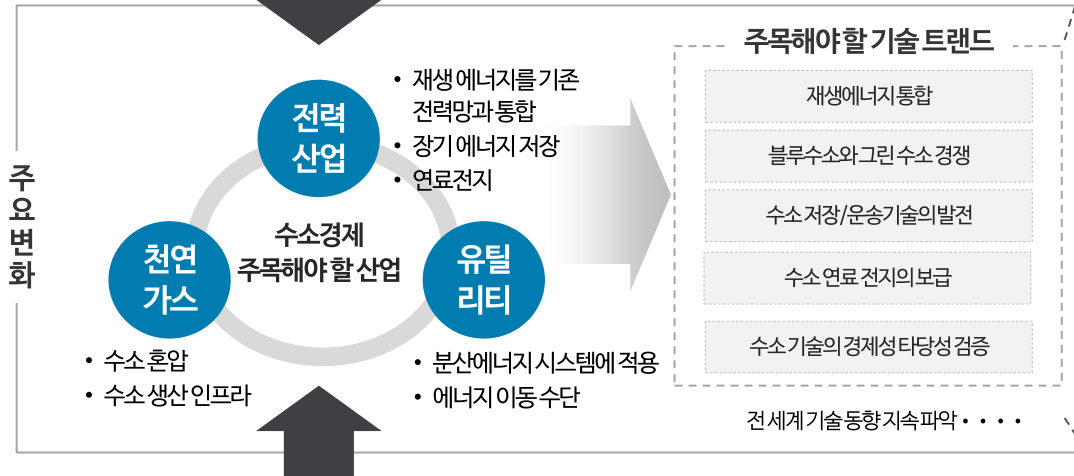 주요변화
전력
산업
• 재생 에너지를 기존
전력망과 통합
• 장기 에너지 저장
• 연료전지
수소경제
주목해야 할 산업
천연
가스
• 수소 혼압
• 수소 생산 인프라
유틸
리티
• 분산에너지 시스템에 적용
• 에너지 이동 수단
주목해야 할 기술 트랜드
재생에너지 통합
블루수소와 그린 수소 경쟁
수소 저장/운송기술의 발전
수소 연료 전지의 보급
수소 기술의 경제성 타당성 검증
전 세계 기술 동향 지속 파악 • • • •